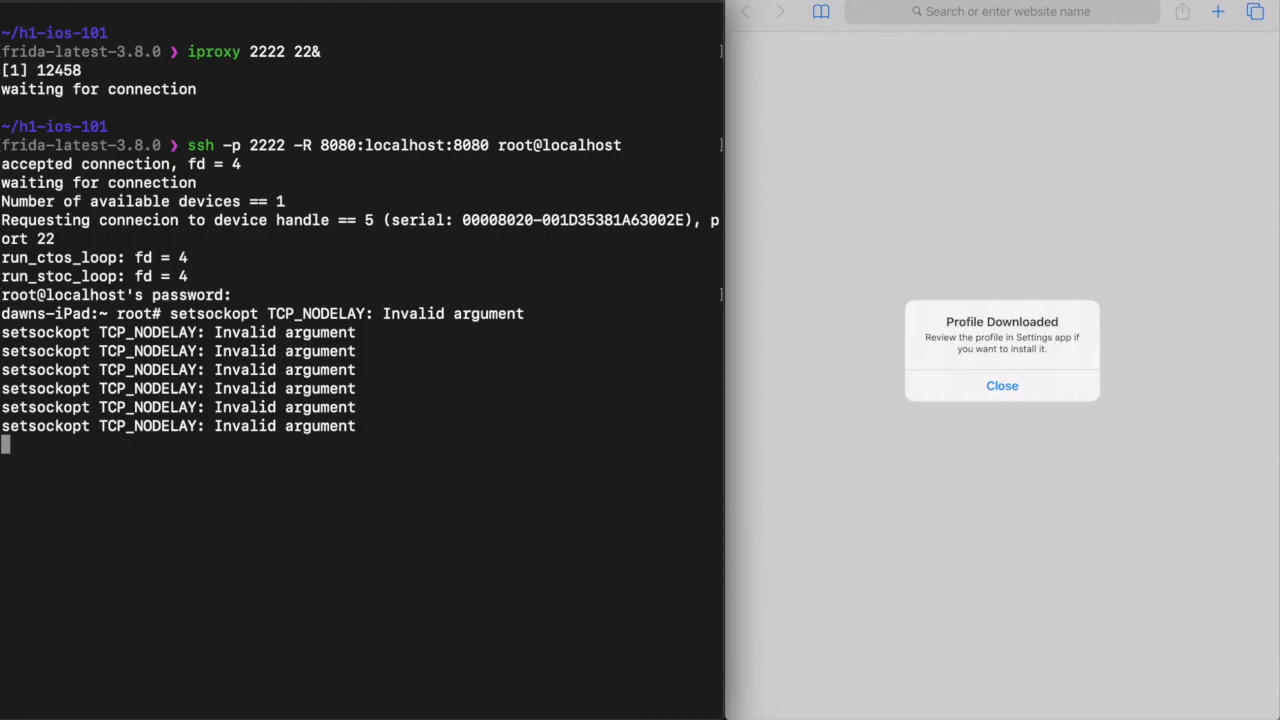 ~/h1-ios-101
[frida-latest-3.8.0 ❯ iproxy 2222 22& ]
[1] 12458
waiting for connection
~/h1-ios-101
[frida-latest-3.8.0 ❯ ssh -p 2222 -R 8080:localhost:8080 root@localhost ]
accepted connection, fd = 4
waiting for connection
Number of available devices == 1
Requesting connecion to device handle == 5 (serial: 00008020-001D35381A63002E), p
ort 22
run_ctos_loop: fd = 4
run_stoc_loop: fd = 4
[root@localhost's password: ]
dawns-iPad:~ root# setsockopt TCP_NODELAY: Invalid argument
setsockopt TCP_NODELAY: Invalid argument
setsockopt TCP_NODELAY: Invalid argument
setsockopt TCP_NODELAY: Invalid argument
setsockopt TCP_NODELAY: Invalid argument
setsockopt TCP_NODELAY: Invalid argument
setsockopt TCP_NODELAY: Invalid argument
Search or enter website name
Profile Downloaded
Review the profile in Settings app if
you want to install it.
Close